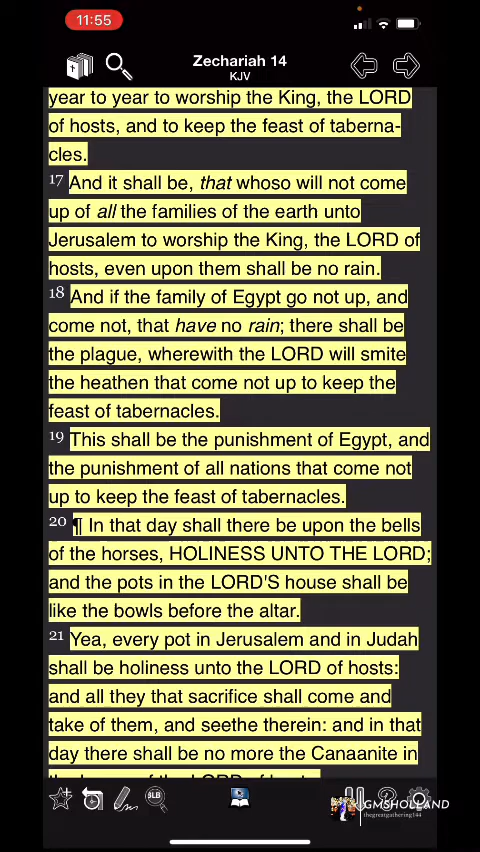 11:55
Zechariah 14
KJV
year to year to worship the King, the LORD
of hosts, and to keep the feast of taberna-
cles.
17 And it shall be, that whoso will not come
up of all the families of the earth unto
Jerusalem to worship the King, the LORD of
hosts, even upon them shall be no rain.
18 And if the family of Egypt go not up, and
come not, that have no rain; there shall be
the plague, wherewith the LORD will smite
the heathen that come not up to keep the
feast of tabernacles.
19 This shall be the punishment of Egypt, and
the punishment of all nations that come not
up to keep the feast of tabernacles.
20 ¶ In that day shall there be upon the bells
of the horses, HOLINESS UNTO THE LORD;
and the pots in the LORD'S house shall be
like the bowls before the altar.
21 Yea, every pot in Jerusalem and in Judah
shall be holiness unto the LORD of hosts:
and all they that sacrifice shall come and
take of them, and seethe therein: and in that
day there shall be no more the Canaanite in
SLB
GMSHOLLAND
thegreatgathering144